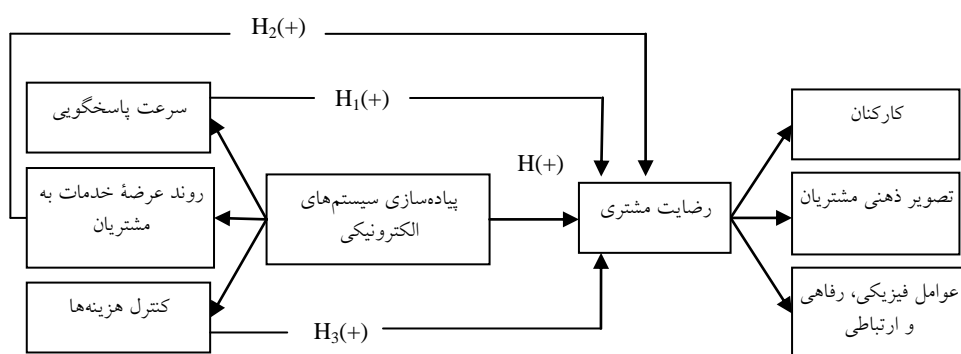 H₂(+)
سرعت پاسخگویی
H₁(+)
کارکنان
H(+)
روند عرضهٔ خدمات به
مشتریان
پیاده‌سازی سیستم‌های
الکترونیکی
رضایت مشتری
تصویر ذهنی مشتریان
کنترل هزینه‌ها
H₃(+)
عوامل فیزیکی، رفاهی
و ارتباطی